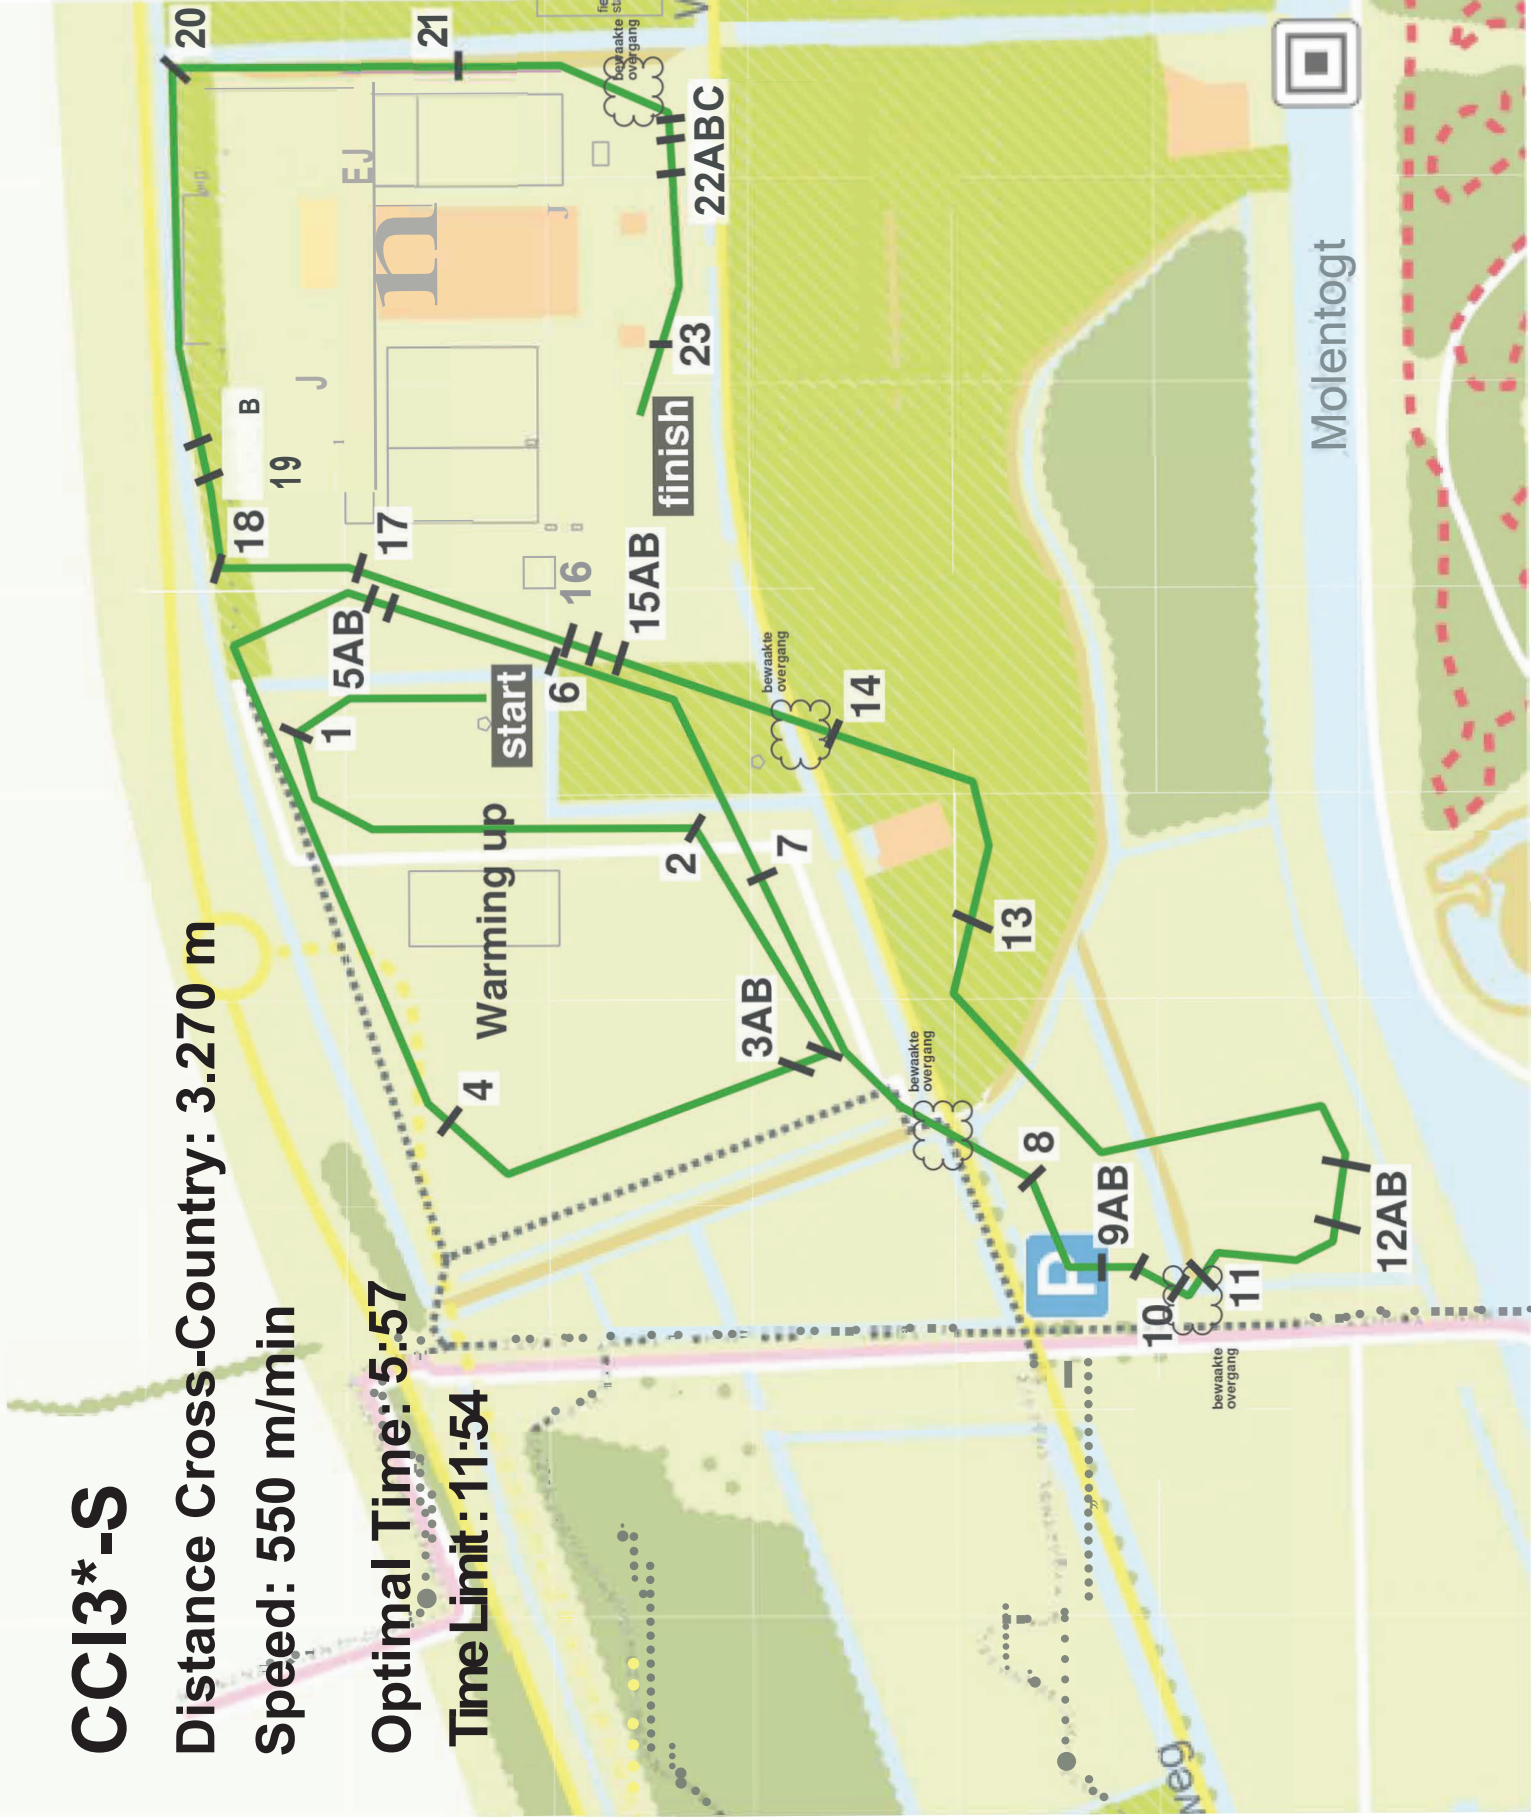 CCI3*-S
Distance Cross-Country: 3.270 m
Speed: 550 m/min
Optimal Time: 5:57
Time Limit: 11:54
start
1
Warming up
2
3AB
4
5AB
6
7
bewaakte
overgang
8
P
9AB
10
bewaakte
overgang
11
12AB
13
14
bewaakte
overgang
15AB
16
17
18
19
B
20
21
bewaakte
overgang
22ABC
23
finish
n
EJ
J
J
Molentogt
weg